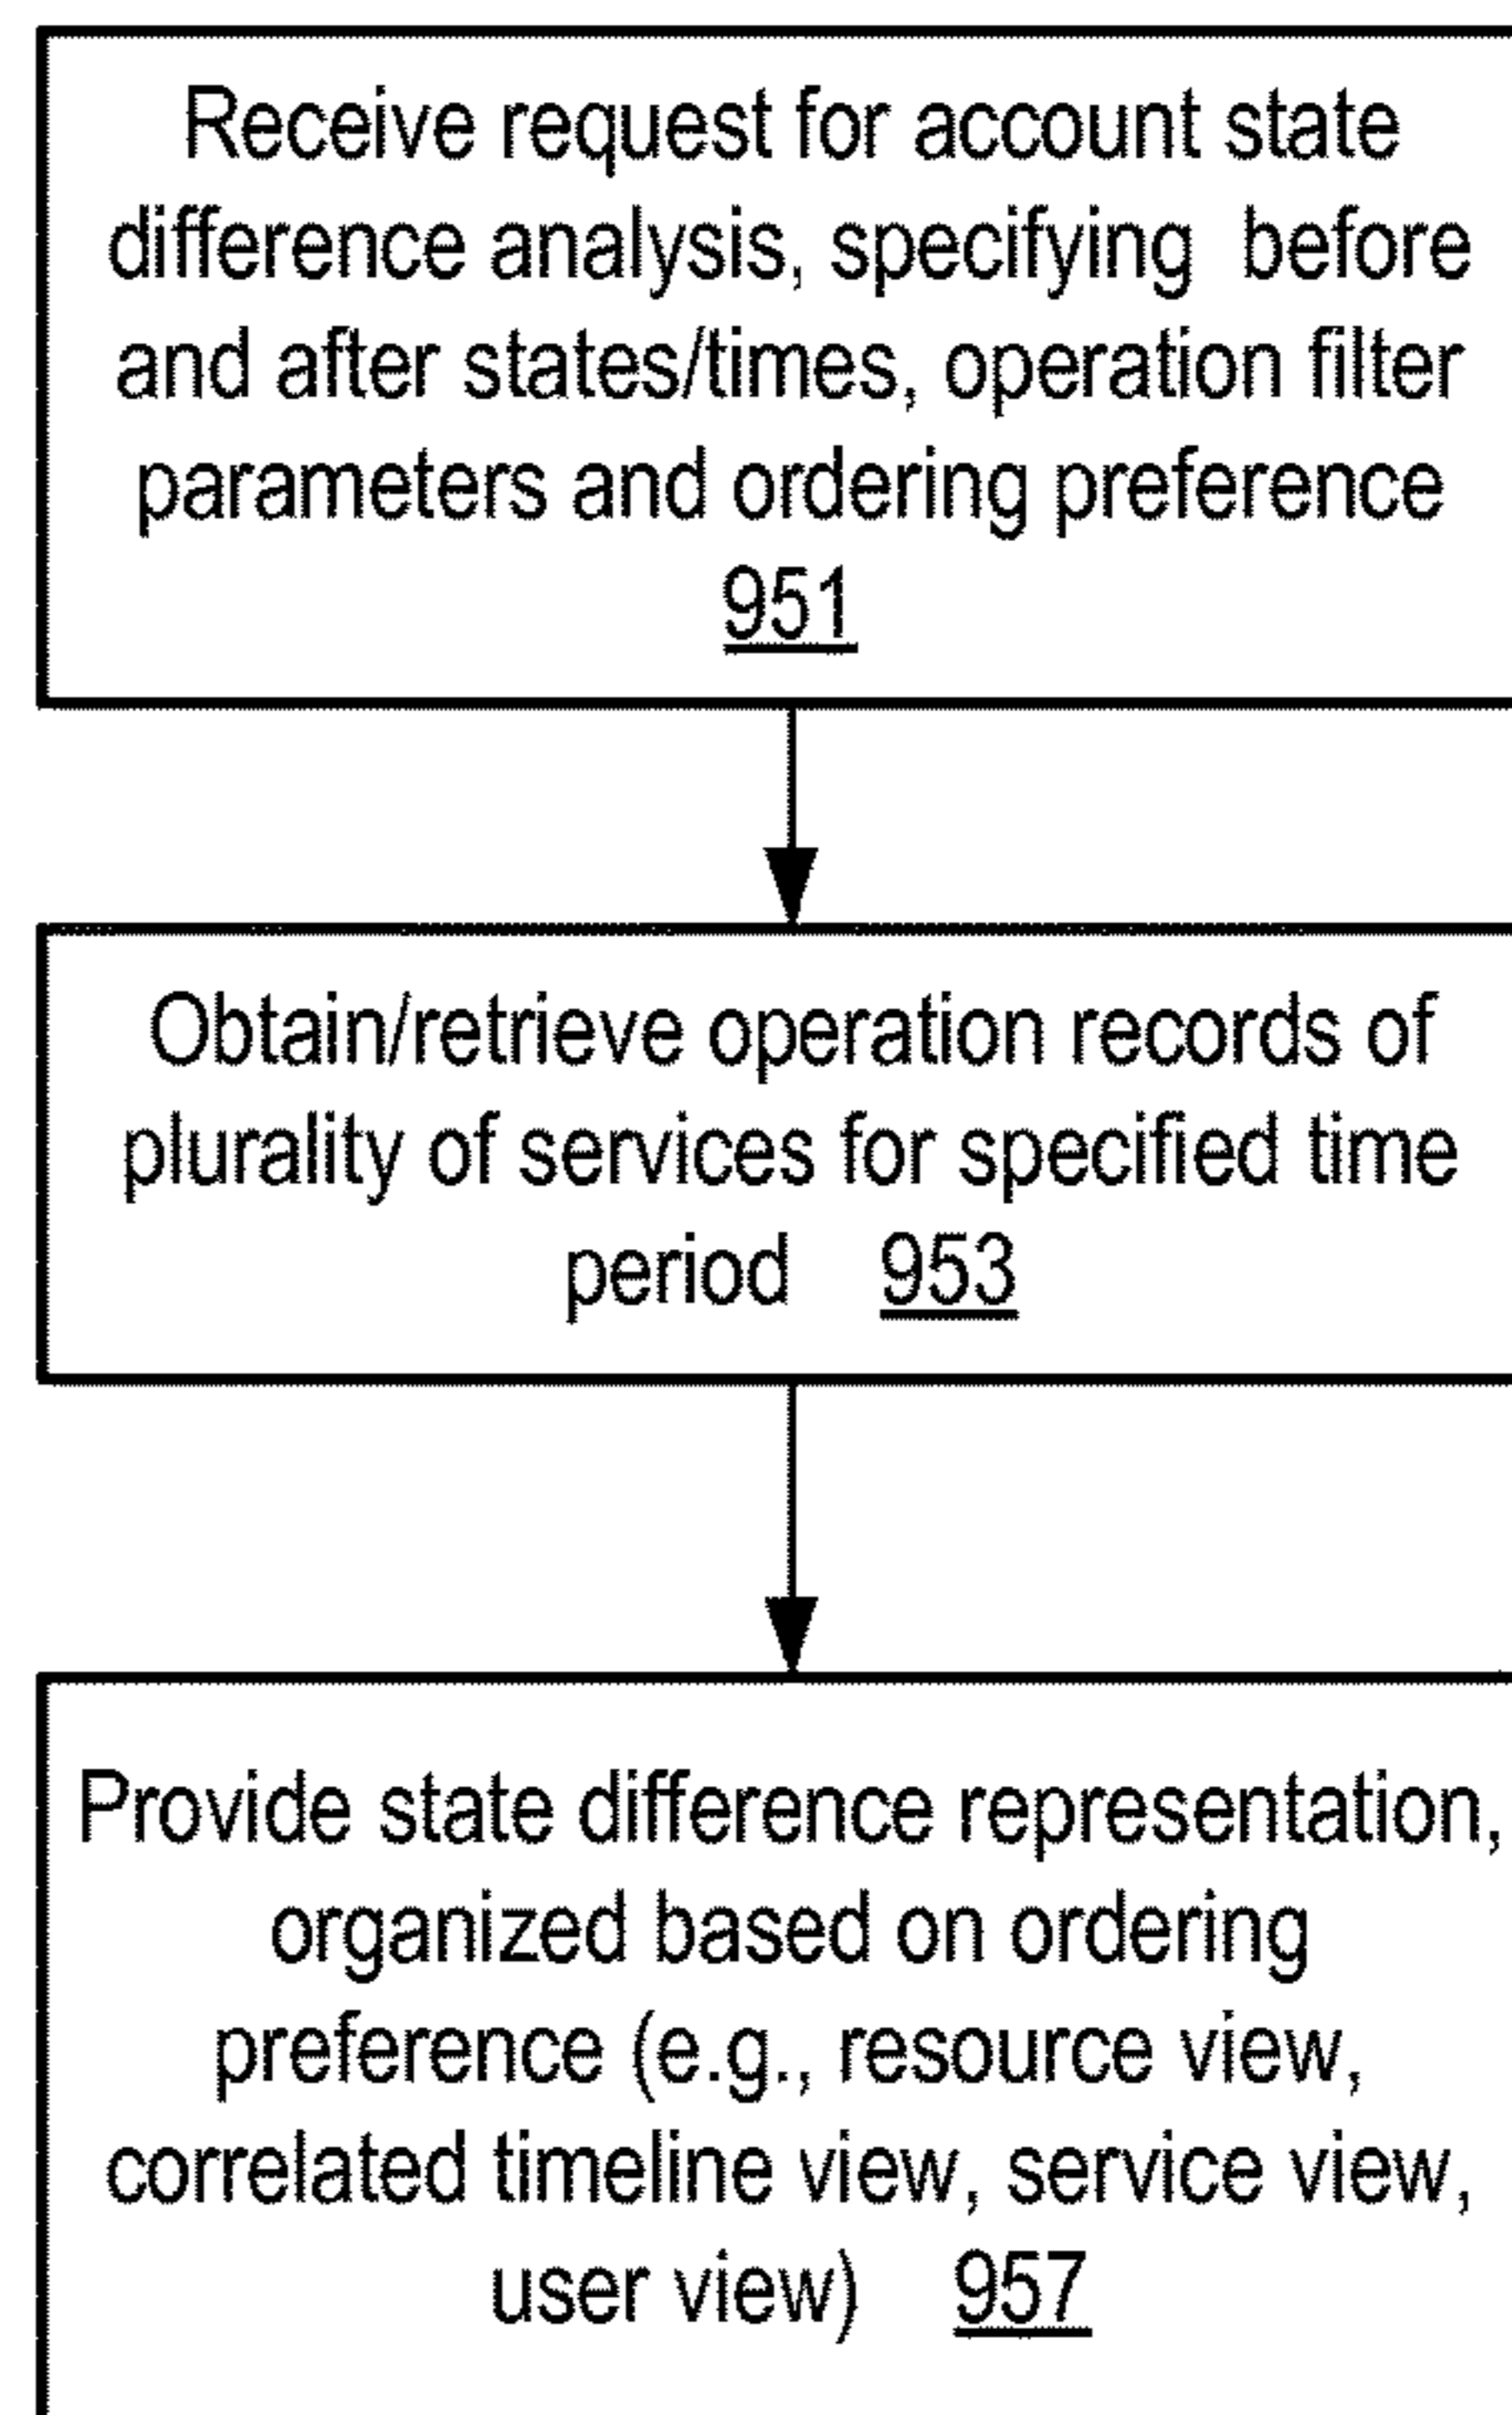 Receive request for account state
difference analysis, specifying before
and after states/times, operation filter
parameters and ordering preference
951
Obtain/retrieve operation records of
plurality of services for specified time
period 953
Provide state difference representation,
organized based on ordering
preference (e.g., resource view,
correlated timeline view, service view,
user view) 957